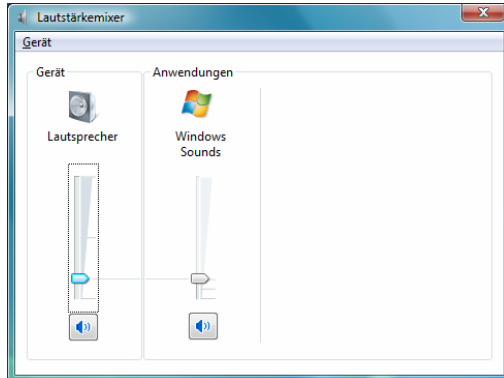 Lautstärkemixer
Gerät
Gerät
Anwendungen
Lautsprecher
Windows
Sounds